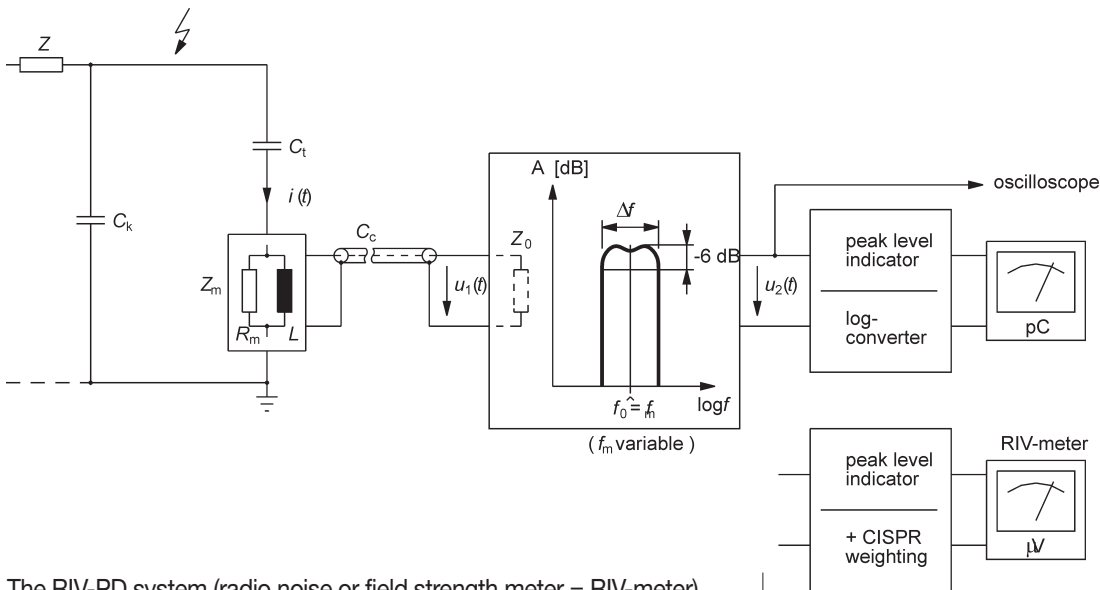 Z
C_t
i (t)
C_k
Z_m
R_m
L
C_c
u_1(t)
Z_0
A [dB]
Δf
-6 dB
f_0 ≙ f_m
logf
( f_m variable )
u_2(t)
oscilloscope
peak level
indicator
log-
converter
pC
peak level
indicator
+ CISPR
weighting
RIV-meter
µV
The RIV-PD system (radio noise or field strength meter = RIV-meter)